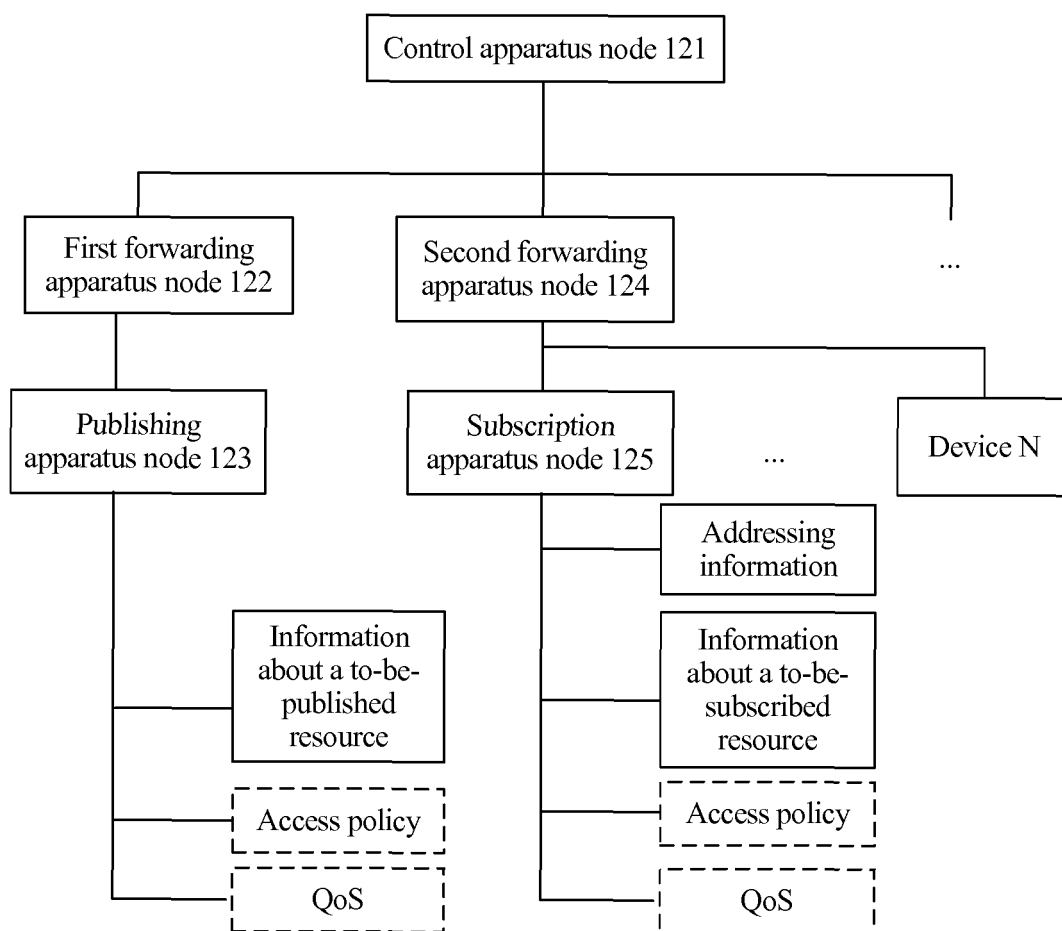 Control apparatus node 121
First forwarding
apparatus node 122
Second forwarding
apparatus node 124
...
Publishing
apparatus node 123
Subscription
apparatus node 125
...
Device N
Addressing
information
Information
about a to-be-
published
resource
Information
about a to-be-
subscribed
resource
Access policy
Access policy
QoS
QoS